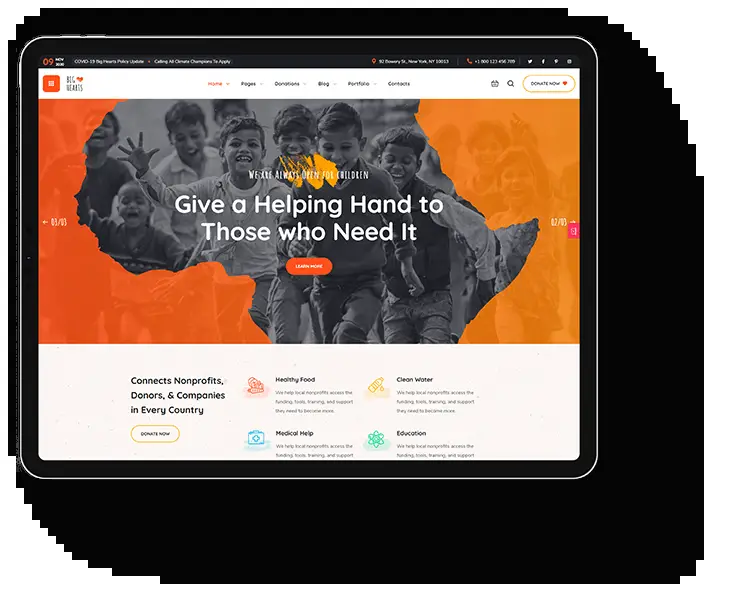 09 NOV 2020 COVID-19 Big Hearts Policy Update • Calling All Climate Champions To Apply 92 Bowery St., New York, NY 10013 +1 800 123 456 789
BIG HEARTS Home Pages Donations Blog Portfolio Contacts DONATE NOW
We are Always Open for children
Give a Helping Hand to
Those who Need It
← 03/03 02/03 →
LEARN MORE
Connects Nonprofits,
Donors, & Companies
in Every Country
DONATE NOW
Healthy Food
We help local nonprofits access the
funding, tools, training, and support
they need to become more.
Clean Water
We help local nonprofits access the
funding, tools, training, and support
they need to become more.
Medical Help
We help local nonprofits access the
funding, tools, training, and support
Education
We help local nonprofits access the
funding, tools, training, and support